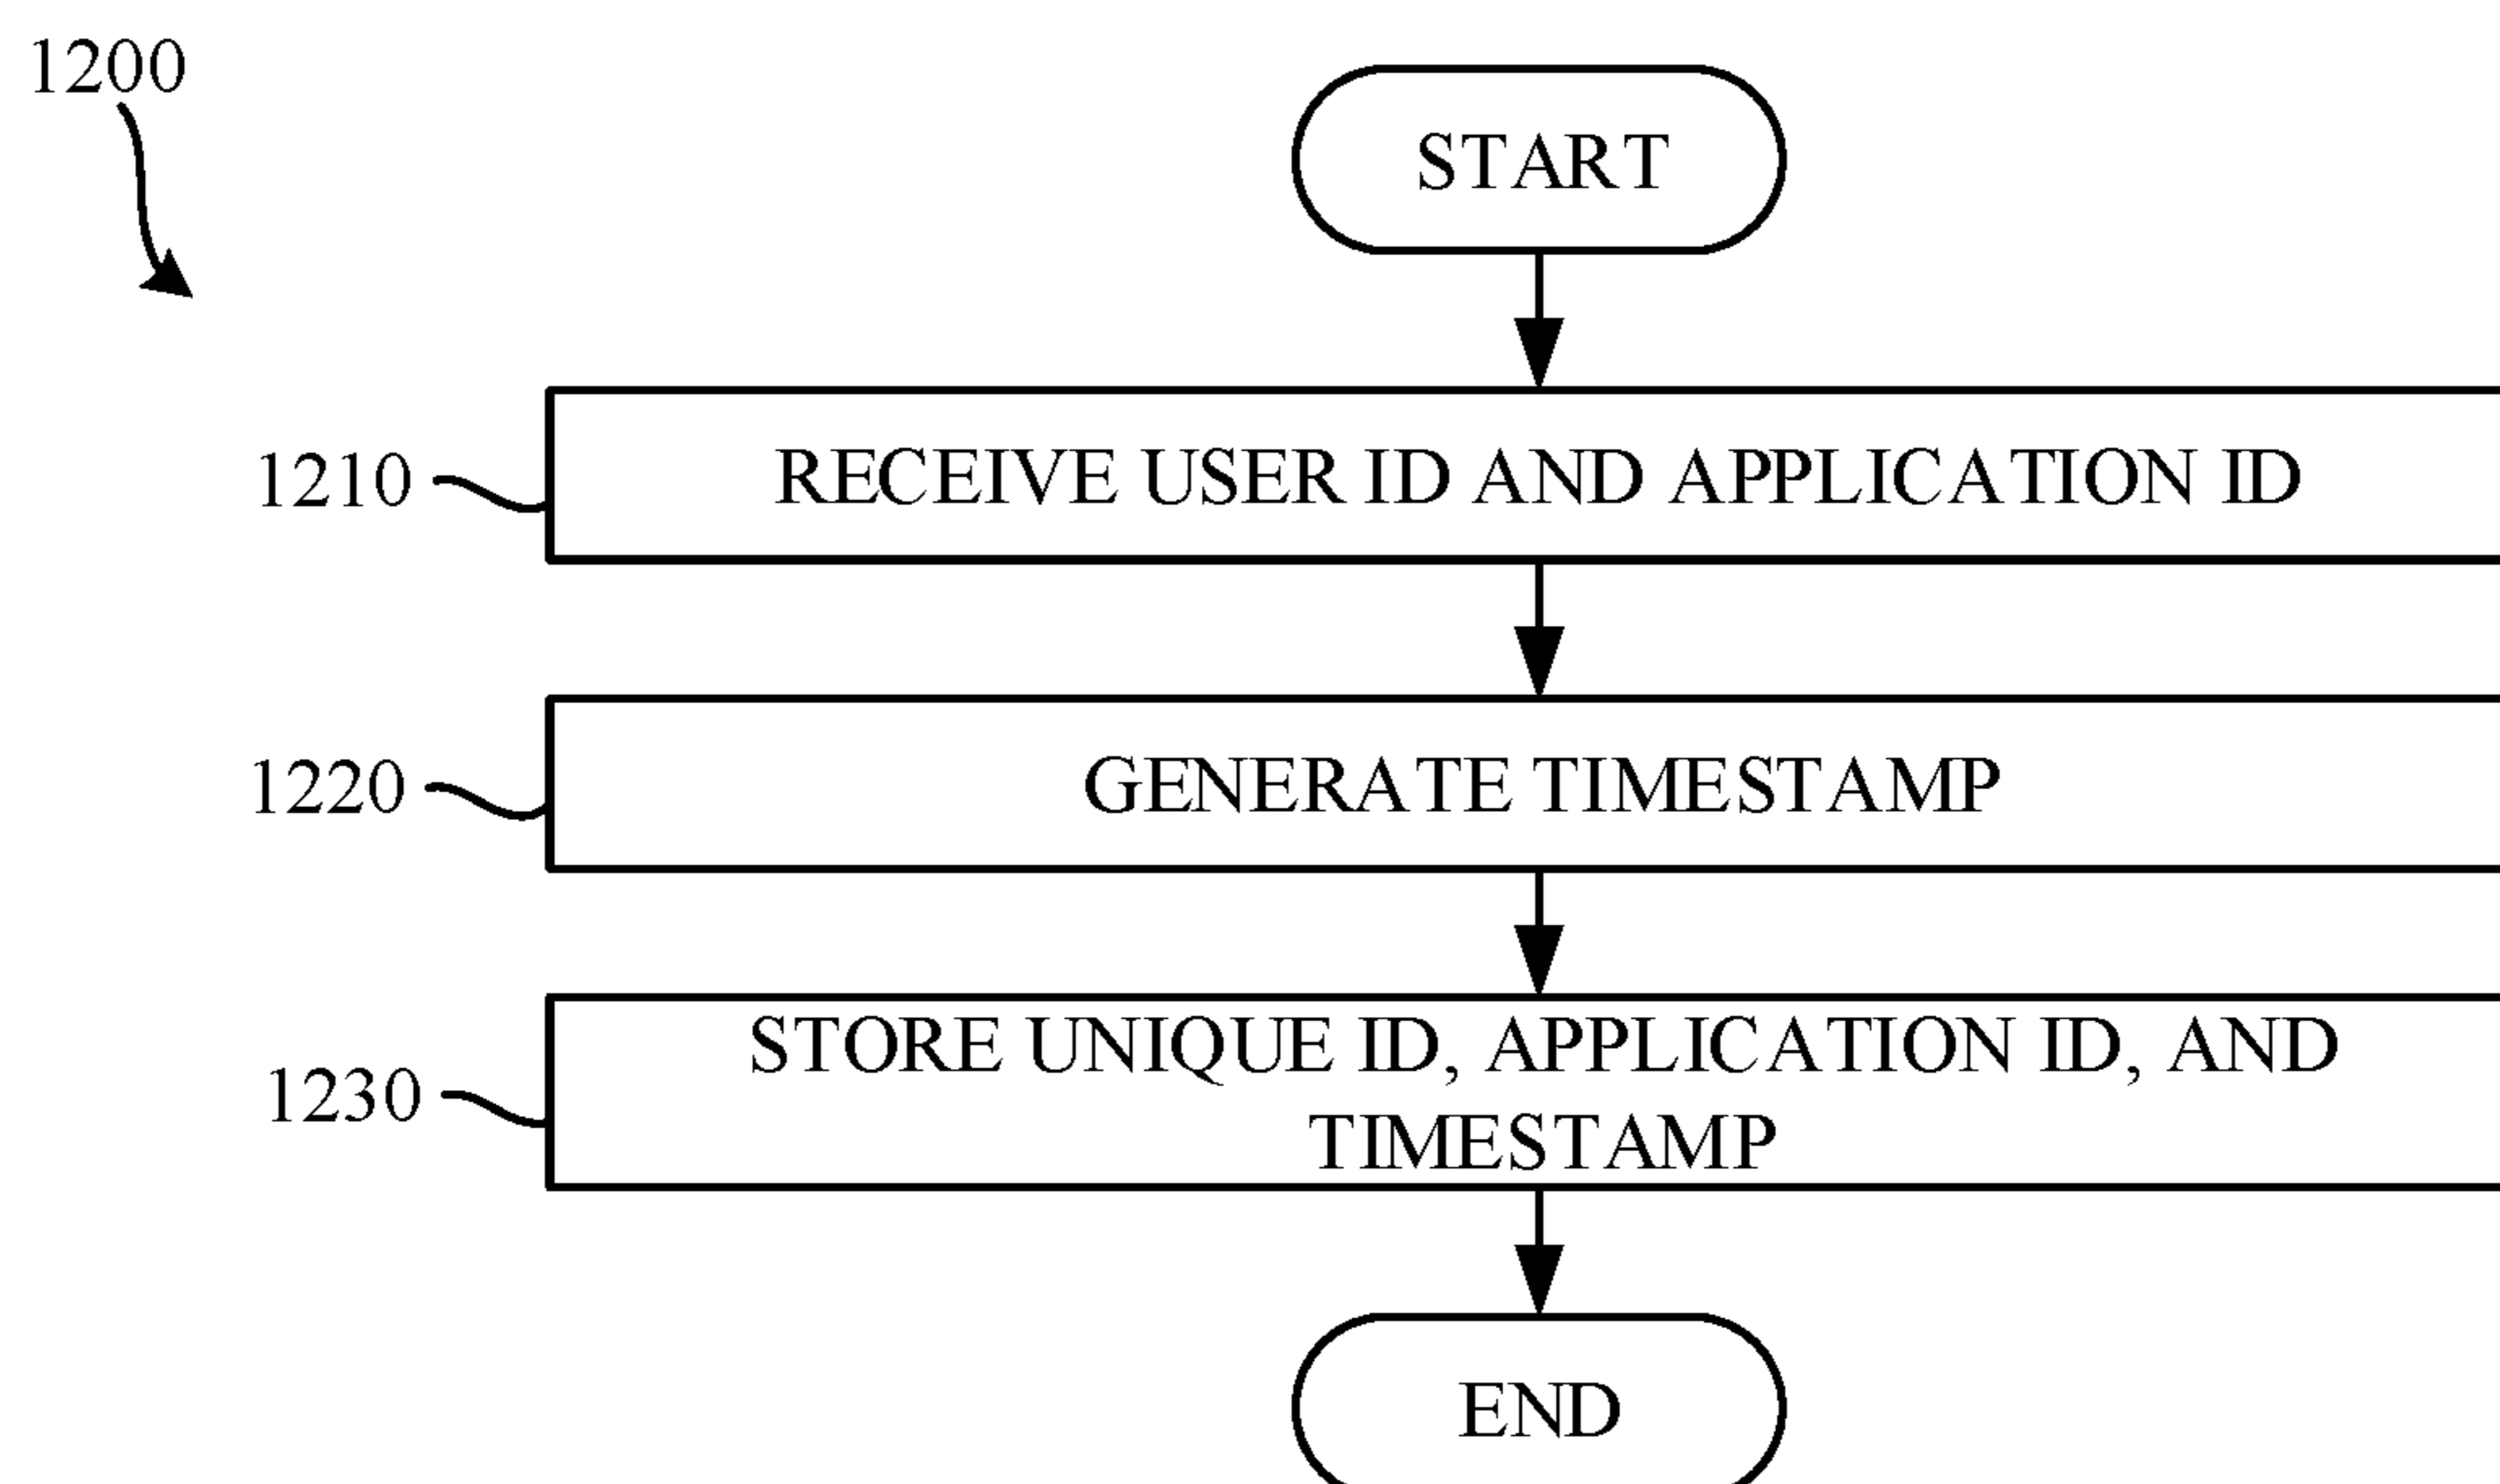 1200
START
1210
RECEIVE USER ID AND APPLICATION ID
1220
GENERATE TIMESTAMP
1230
STORE UNIQUE ID, APPLICATION ID, AND
TIMESTAMP
END